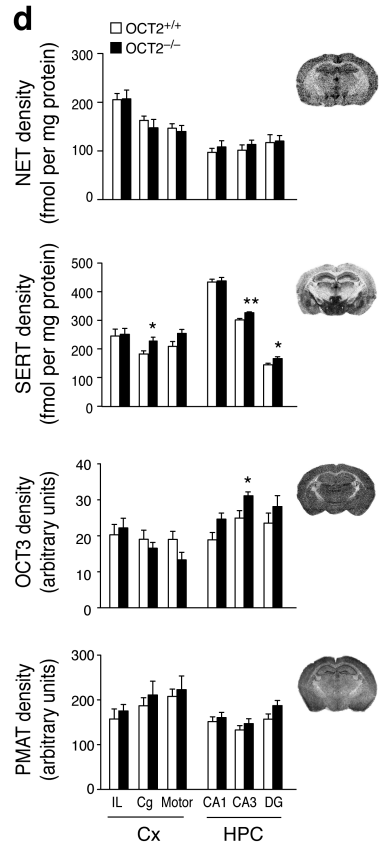 d
OCT2+/+
OCT2−/−
NET density
(fmol per mg protein)
300
200
100
0
SERT density
(fmol per mg protein)
500
400
300
200
100
0
*
**
*
OCT3 density
(arbitrary units)
40
30
20
10
0
*
PMAT density
(arbitrary units)
300
200
100
0
IL Cg Motor CA1 CA3 DG
Cx HPC